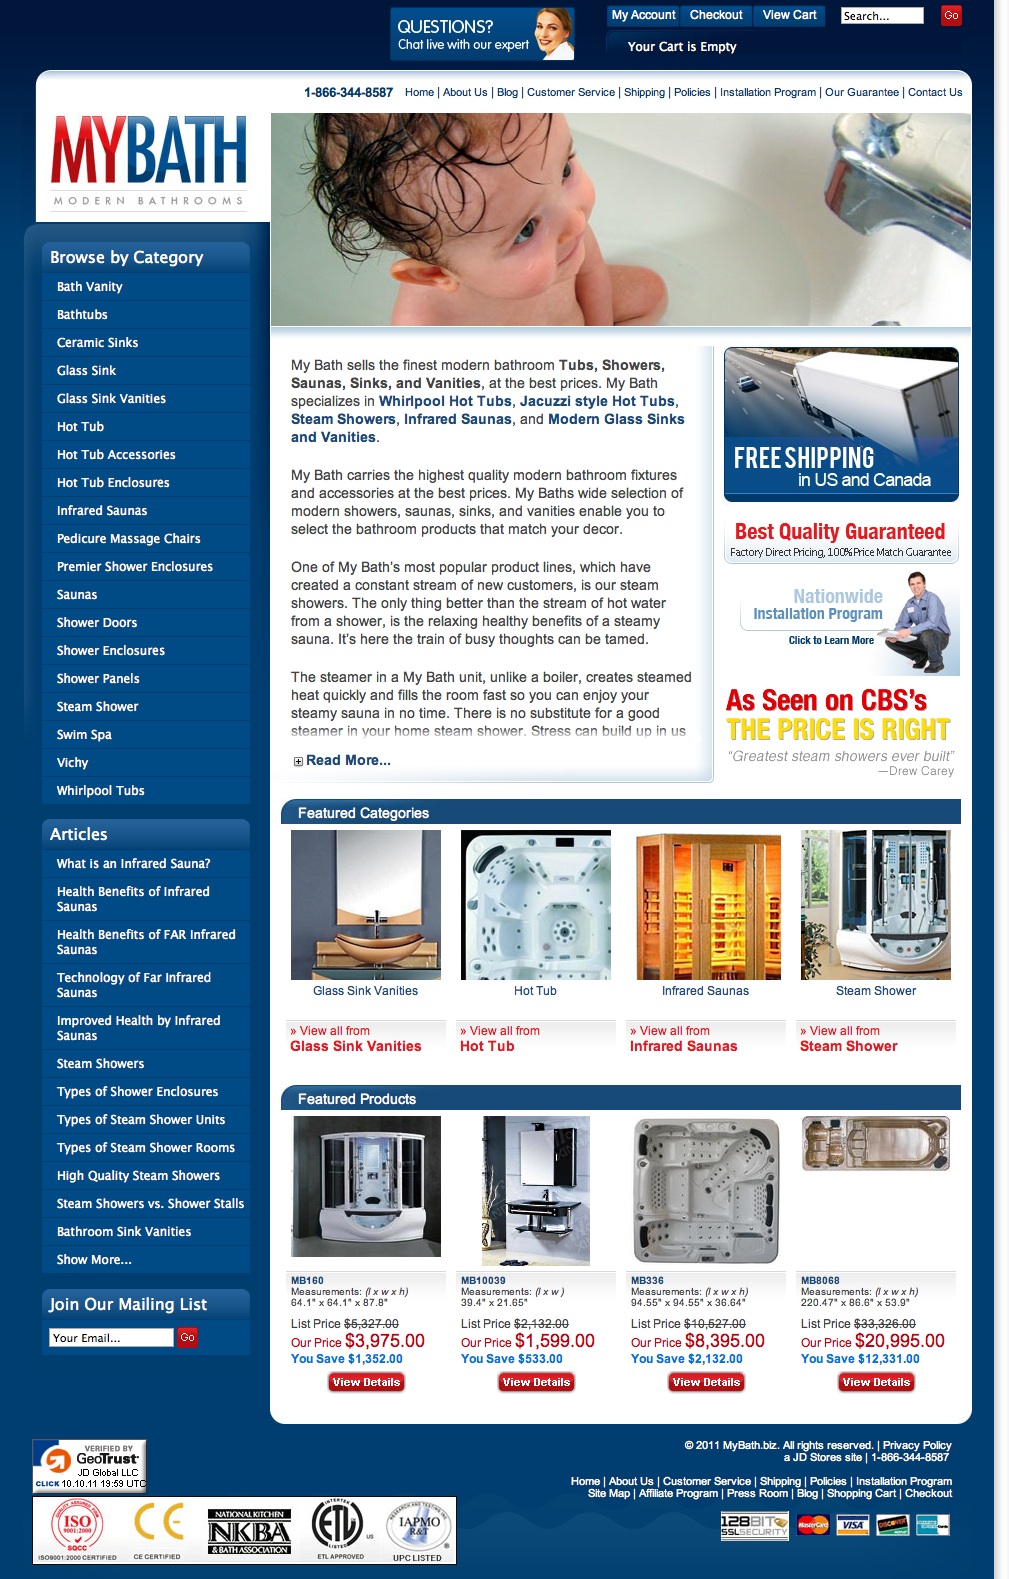 QUESTIONS?
Chat live with our expert
My Account
Checkout
View Cart
Search...
Go
Your Cart is Empty
1-866-344-8587
Home | About Us | Blog | Customer Service | Shipping | Policies | Installation Program | Our Guarantee | Contact Us
MYBATH
MODERN BATHROOMS
Browse by Category
Bath Vanity
Bathtubs
Ceramic Sinks
Glass Sink
Glass Sink Vanities
Hot Tub
Hot Tub Accessories
Hot Tub Enclosures
Infrared Saunas
Pedicure Massage Chairs
Premier Shower Enclosures
Saunas
Shower Doors
Shower Enclosures
Shower Panels
Steam Shower
Swim Spa
Vichy
Whirlpool Tubs
Articles
What is an Infrared Sauna?
Health Benefits of Infrared
Saunas
Health Benefits of FAR Infrared
Saunas
Technology of Far Infrared
Saunas
Improved Health by Infrared
Saunas
Steam Showers
Types of Shower Enclosures
Types of Steam Shower Units
Types of Steam Shower Rooms
High Quality Steam Showers
Steam Showers vs. Shower Stalls
Bathroom Sink Vanities
Show More...
Join Our Mailing List
Your Email...
Go
My Bath sells the finest modern bathroom Tubs, Showers,
Saunas, Sinks, and Vanities, at the best prices. My Bath
specializes in Whirlpool Hot Tubs, Jacuzzi style Hot Tubs,
Steam Showers, Infrared Saunas, and Modern Glass Sinks
and Vanities.
My Bath carries the highest quality modern bathroom fixtures
and accessories at the best prices. My Baths wide selection of
modern showers, saunas, sinks, and vanities enable you to
select the bathroom products that match your decor.
One of My Bath's most popular product lines, which have
created a constant stream of new customers, is our steam
showers. The only thing better than the stream of hot water
from a shower, is the relaxing healthy benefits of a steamy
sauna. It's here the train of busy thoughts can be tamed.
The steamer in a My Bath unit, unlike a boiler, creates steamed
heat quickly and fills the room fast so you can enjoy your
steamy sauna in no time. There is no substitute for a good
steamer in your home steam shower. Stress can build up in us
Read More...
FREE SHIPPING
in US and Canada
Best Quality Guaranteed
Factory Direct Pricing, 100% Price Match Guarantee
Nationwide
Installation Program
Click to Learn More
As Seen on CBS's
THE PRICE IS RIGHT
"Greatest steam showers ever built"
—Drew Carey
Featured Categories
Glass Sink Vanities
Hot Tub
Infrared Saunas
Steam Shower
» View all from
Glass Sink Vanities
» View all from
Hot Tub
» View all from
Infrared Saunas
» View all from
Steam Shower
Featured Products
MB160
Measurements: (l x w x h)
64.1" x 64.1" x 87.8"
List Price $5,327.00
Our Price $3,975.00
You Save $1,352.00
View Details
MB10039
Measurements: (l x w )
39.4" x 21.65"
List Price $2,132.00
Our Price $1,599.00
You Save $533.00
View Details
MB336
Measurements: (l x w x h)
94.55" x 94.55" x 36.64"
List Price $10,527.00
Our Price $8,395.00
You Save $2,132.00
View Details
MB8068
Measurements: (l x w x h)
220.47" x 86.6" x 53.9"
List Price $33,326.00
Our Price $20,995.00
You Save $12,331.00
View Details
VERIFIED BY
GeoTrust
JD Global LLC
CLICK 10.10.11 19:59 UTC
ISO
9001:2000
SQCC
ISO9001:2000 CERTIFIED
CE
CE CERTIFIED
NATIONAL KITCHEN
NKBA
& BATH ASSOCIATION
INTERTEK
ETL
US
ETL APPROVED
RESEARCH AND TESTING
IAPMO
R&T
UPC LISTED
© 2011 MyBath.biz. All rights reserved. | Privacy Policy
a JD Stores site | 1-866-344-8587
Home | About Us | Customer Service | Shipping | Policies | Installation Program
Site Map | Affiliate Program | Press Room | Blog | Shopping Cart | Checkout
128BIT
SSLSECURITY
MasterCard
VISA
DISCOVER